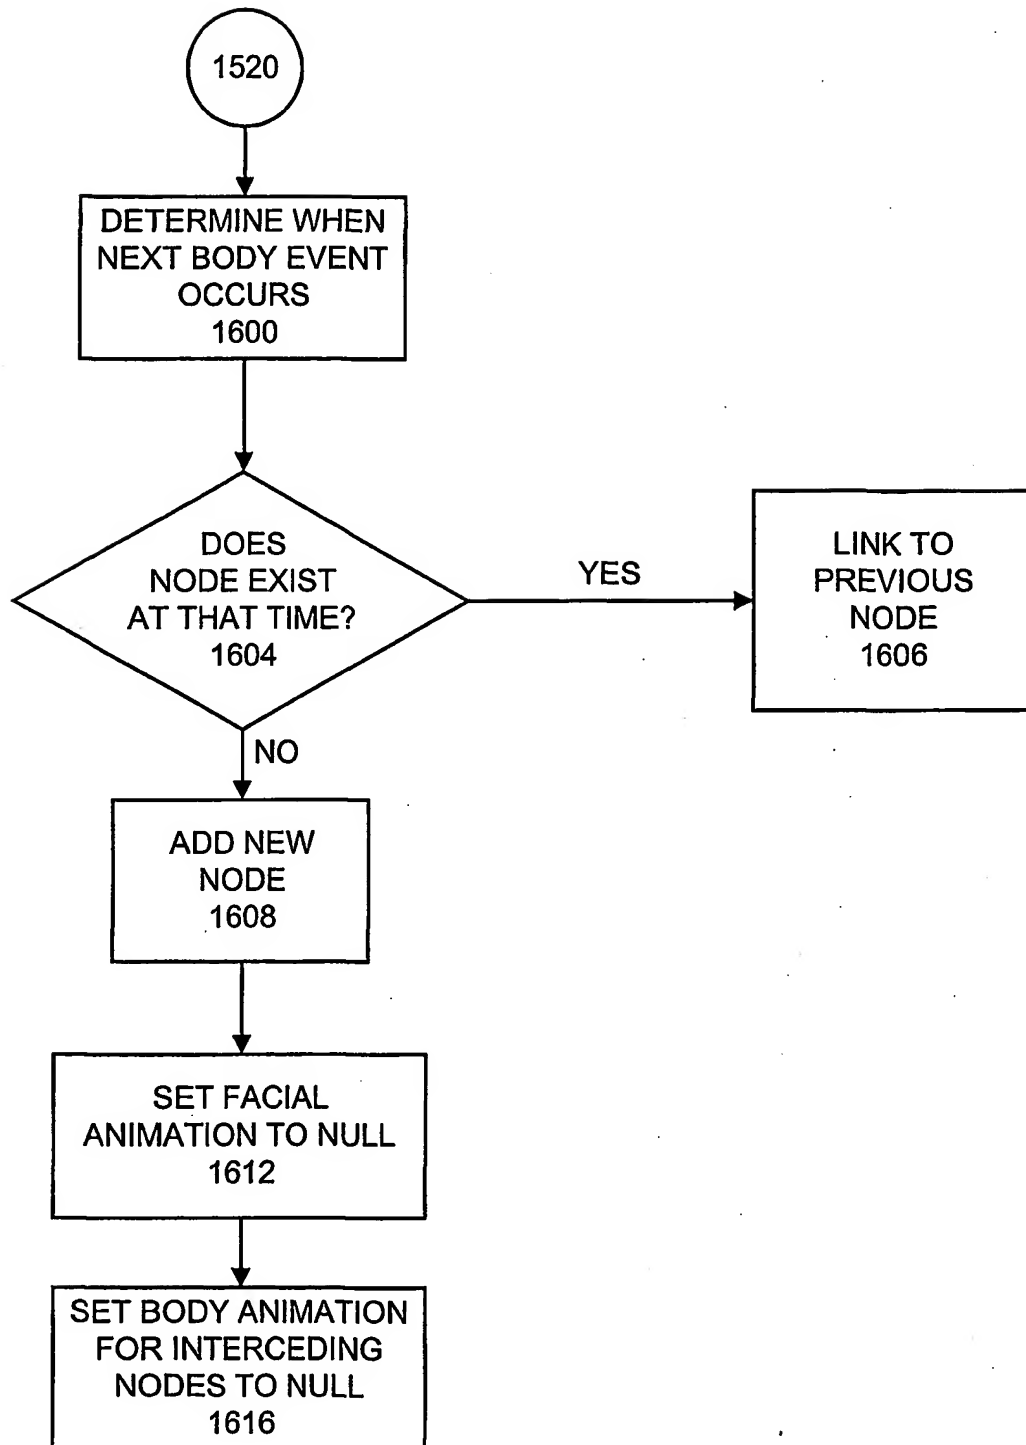 1520
DETERMINE WHEN
NEXT BODY EVENT
OCCURS
1600
DOES
NODE EXIST
AT THAT TIME?
1604
YES
LINK TO
PREVIOUS
NODE
1606
NO
ADD NEW
NODE
1608
SET FACIAL
ANIMATION TO NULL
1612
SET BODY ANIMATION
FOR INTERCEDING
NODES TO NULL
1616